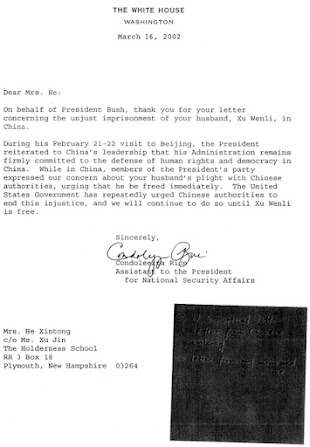 THE WHITE HOUSE
WASHINGTON
March 16, 2002
Dear Mrs. He:
On behalf of President Bush, thank you for your letter
concerning the unjust imprisonment of your husband, Xu Wenli, in
China.
During his February 21-22 visit to Beijing, the President
reiterated to China's leadership that his Administration remains
firmly committed to the defense of human rights and democracy in
China. While in China, members of the President's party
expressed our concern about your husband's plight with Chinese
authorities, urging that he be freed immediately. The United
States Government has repeatedly urged Chinese authorities to
end this injustice, and we will continue to do so until Xu Wenli
is free.
Sincerely,
Condoleezza Rice
Condoleezza Rice
Assistant to the President
for National Security Affairs
Mrs. He Xintong
c/o Ms. Xu Jin
The Holderness School
RR 3 Box 18
Plymouth, New Hampshire 03264